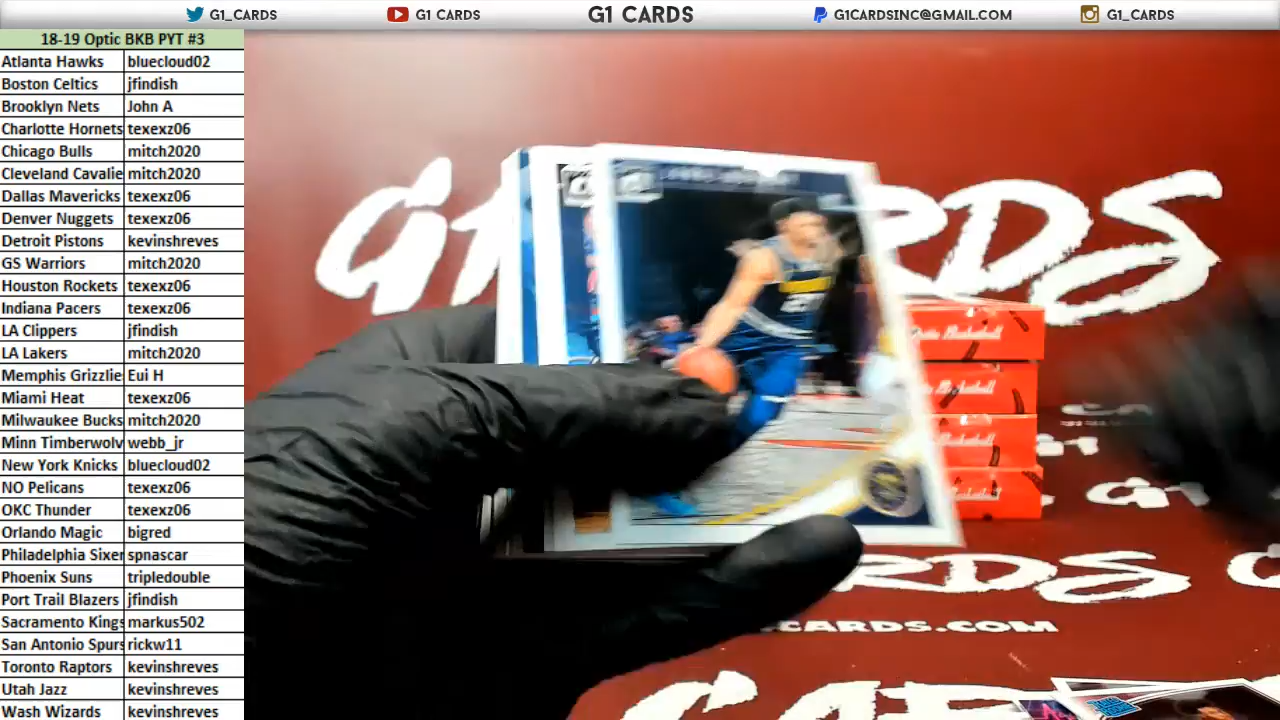 G1_CARDS G1 CARDS G1 CARDS G1CARDSINC@GMAIL.COM G1_CARDS
18-19 Optic BKB PYT #3
Atlanta Hawks bluecloud02
Boston Celtics jfindish
Brooklyn Nets John A
Charlotte Hornets texexz06
Chicago Bulls mitch2020
Cleveland Cavalie mitch2020
Dallas Mavericks texexz06
Denver Nuggets texexz06
Detroit Pistons kevinshreves
GS Warriors mitch2020
Houston Rockets texexz06
Indiana Pacers texexz06
LA Clippers jfindish
LA Lakers mitch2020
Memphis Grizzlie Eui H
Miami Heat texexz06
Milwaukee Bucks mitch2020
Minn Timberwolv webb_jr
New York Knicks bluecloud02
NO Pelicans texexz06
OKC Thunder texexz06
Orlando Magic bigred
Philadelphia Sixer spnascar
Phoenix Suns tripledouble
Port Trail Blazers jfindish
Sacramento Kings markus502
San Antonio Spurs rickw11
Toronto Raptors kevinshreves
Utah Jazz kevinshreves
Wash Wizards kevinshreves
G1 CARDS
CARDS.COM